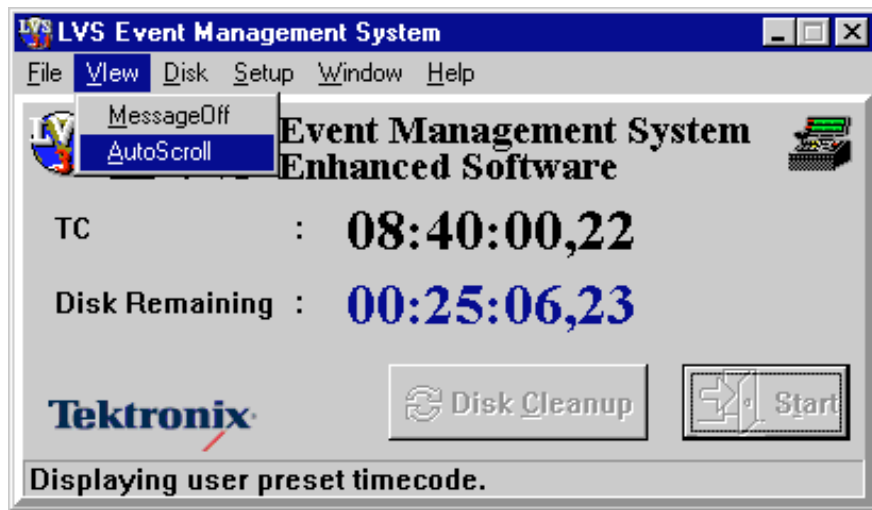 LVS Event Management System
File VIew Disk Setup Window Help
MessageOff
AutoScroll
Event Management System
Enhanced Software
TC : 08:40:00,22
Disk Remaining : 00:25:06,23
Tektronix
Disk Cleanup
Start
Displaying user preset timecode.